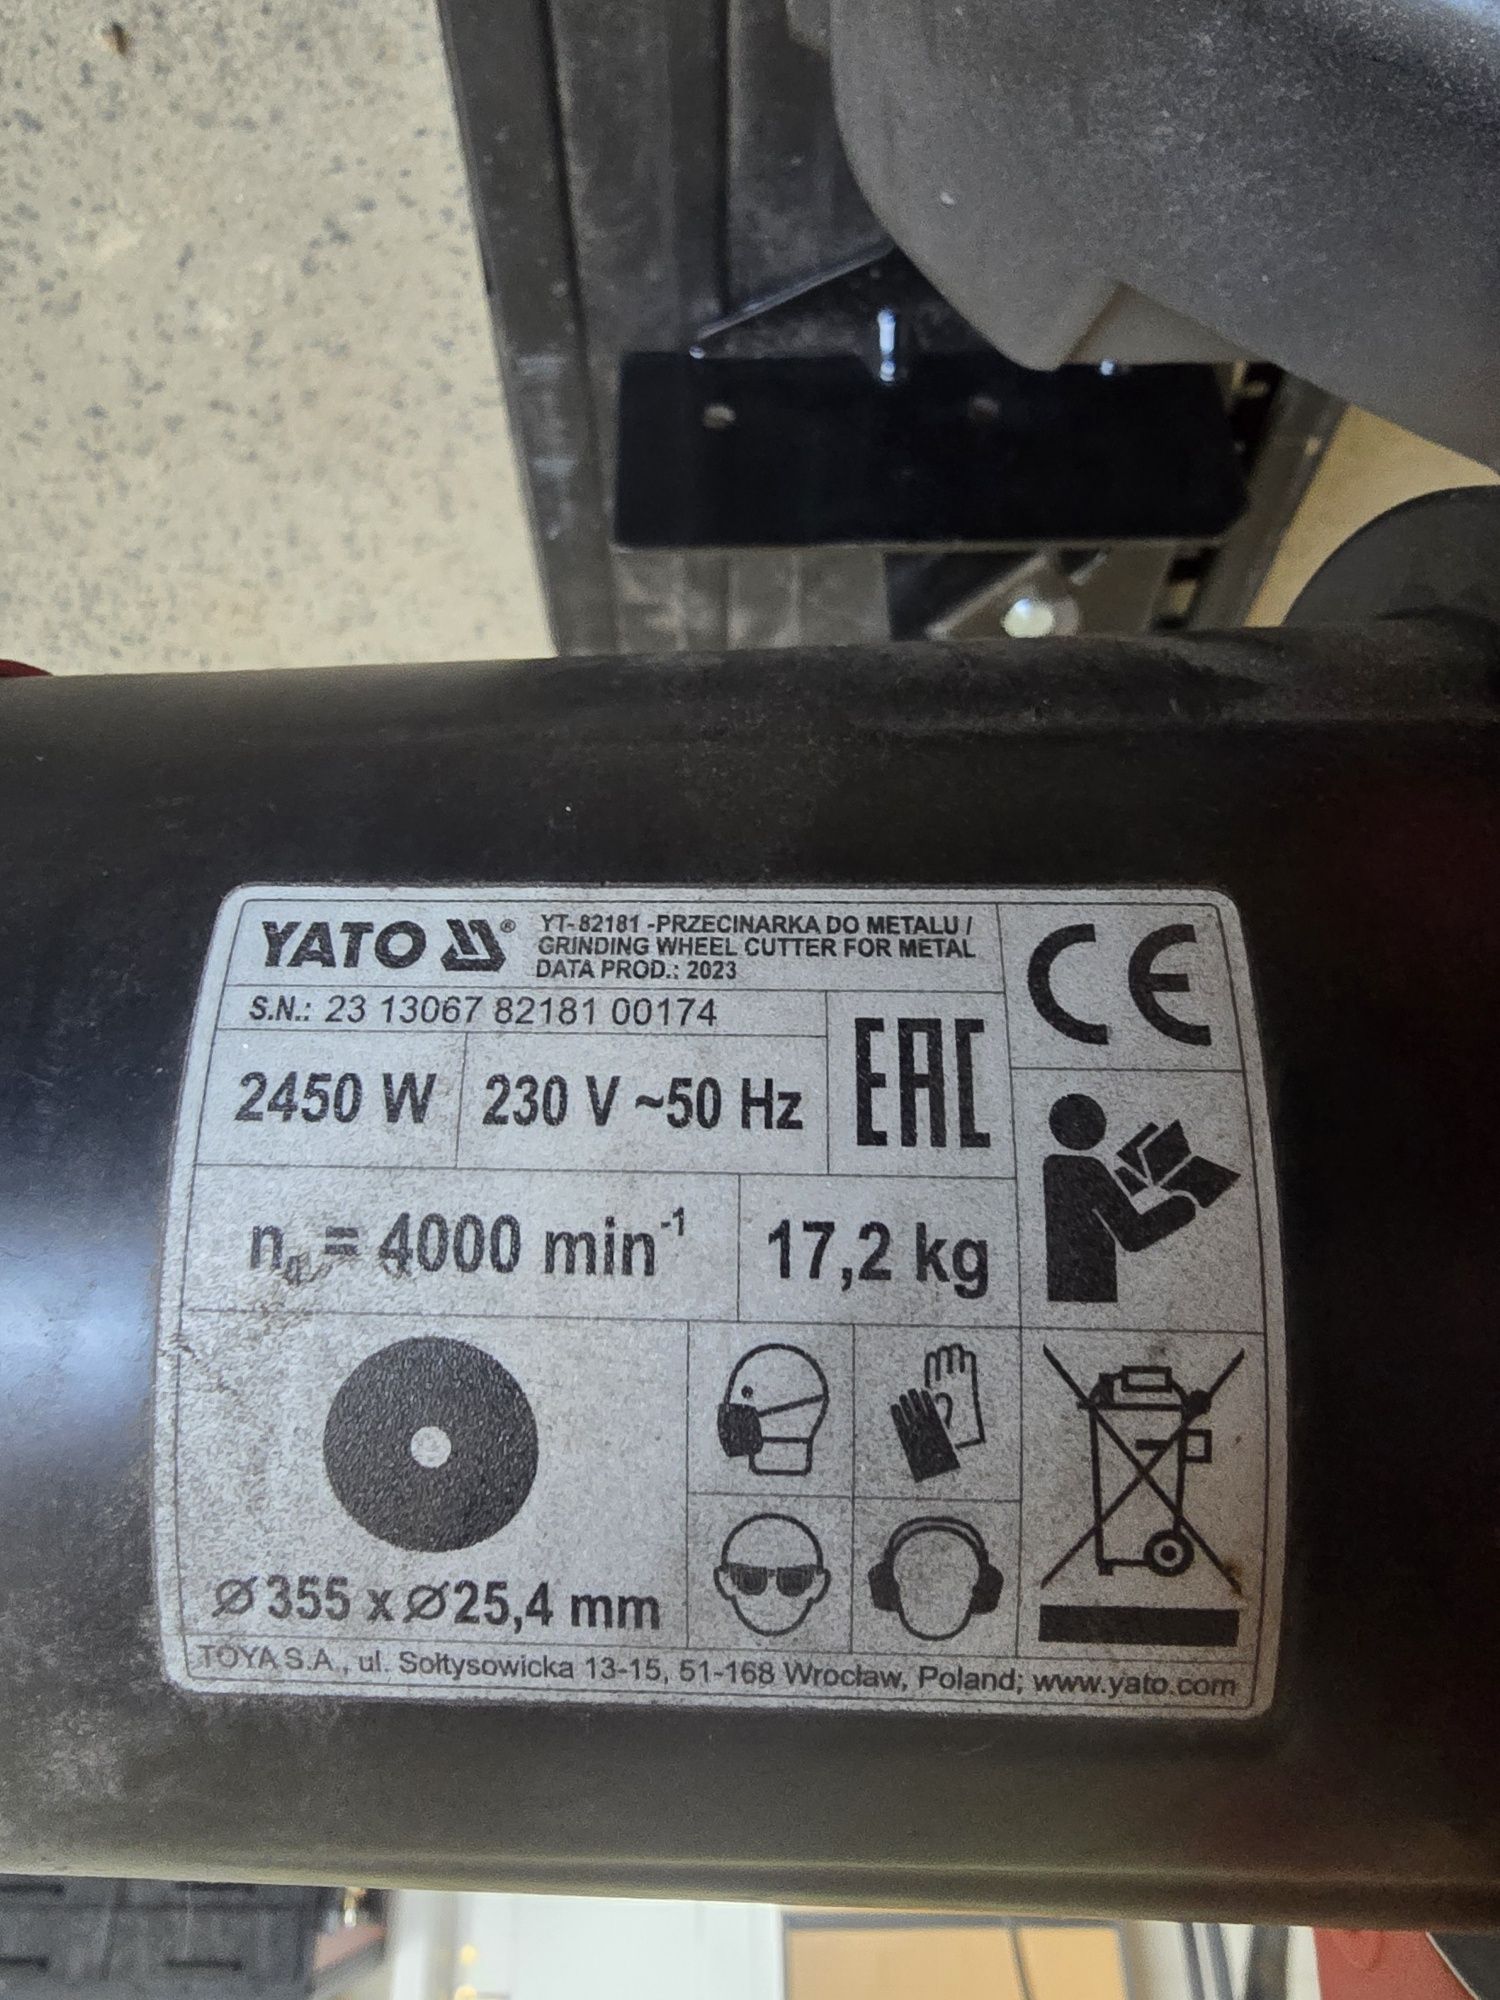 YATO ® YT-82181 -PRZECINARKA DO METALU /
GRINDING WHEEL CUTTER FOR METAL
DATA PROD.: 2023
CE
S.N.: 23 13067 82181 00174
2450 W 230 V ~50 Hz EAC
n₀ = 4000 min⁻¹ 17,2 kg
Ø 355 x Ø25,4 mm
TOYA S.A., ul. Sołtysowicka 13-15, 51-168 Wrocław, Poland; www.yato.com